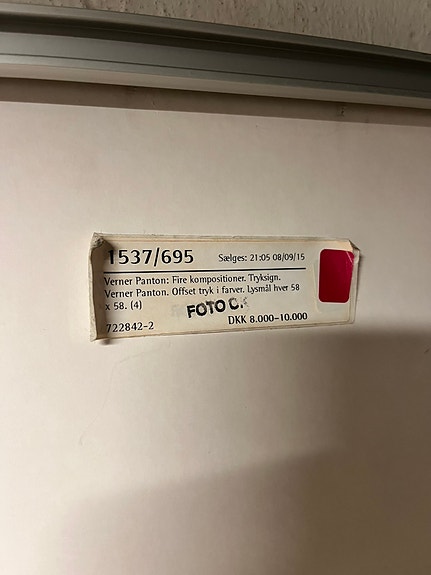 1537/695 Sælges: 21:05 08/09/15
Verner Panton: Fire kompositioner. Tryksign.
Verner Panton. Offset tryk i farver. Lysmål hver 58
x 58. (4)
FOTO
722842-2 DKK 8.000-10.000